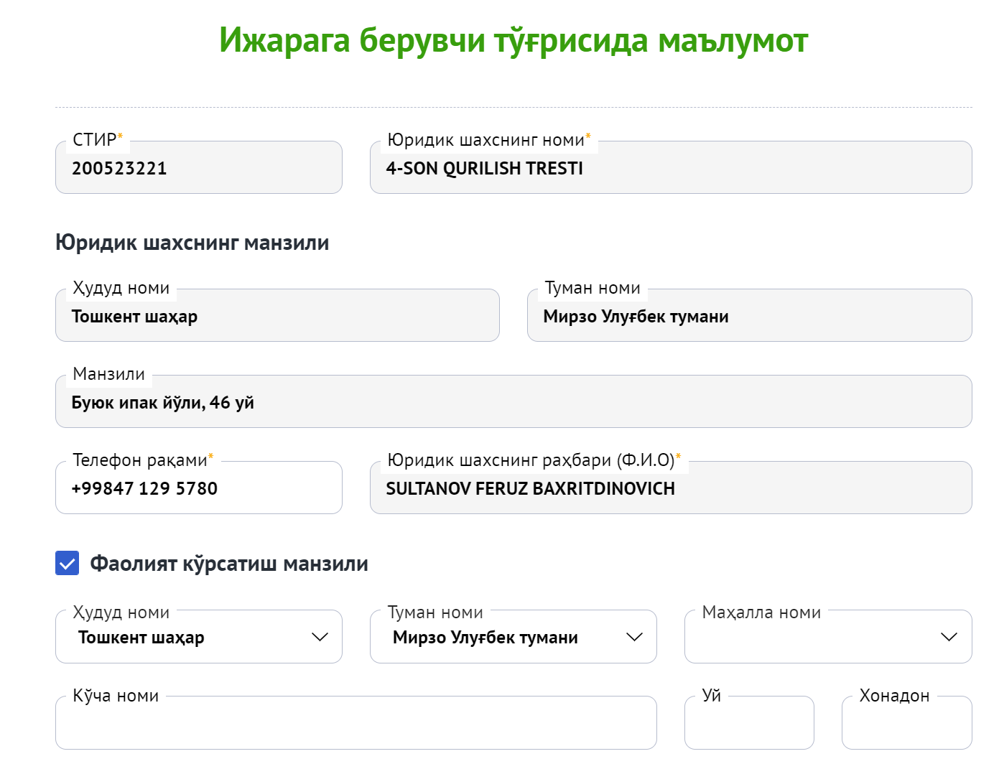 Ижарага берувчи тўғрисида маълумот
СТИР*
200523221
Юридик шахснинг номи*
4-SON QURILISH TRESTI
Юридик шахснинг манзили
Ҳудуд номи
Тошкент шаҳар
Туман номи
Мирзо Улуғбек тумани
Манзили
Буюк ипак йўли, 46 уй
Телефон рақами*
+99847 129 5780
Юридик шахснинг раҳбари (Ф.И.О)*
SULTANOV FERUZ BAXRITDINOVICH
Фаолият кўрсатиш манзили
Ҳудуд номи
Тошкент шаҳар
Туман номи
Мирзо Улуғбек тумани
Маҳалла номи
Кўча номи
Уй
Хонадон